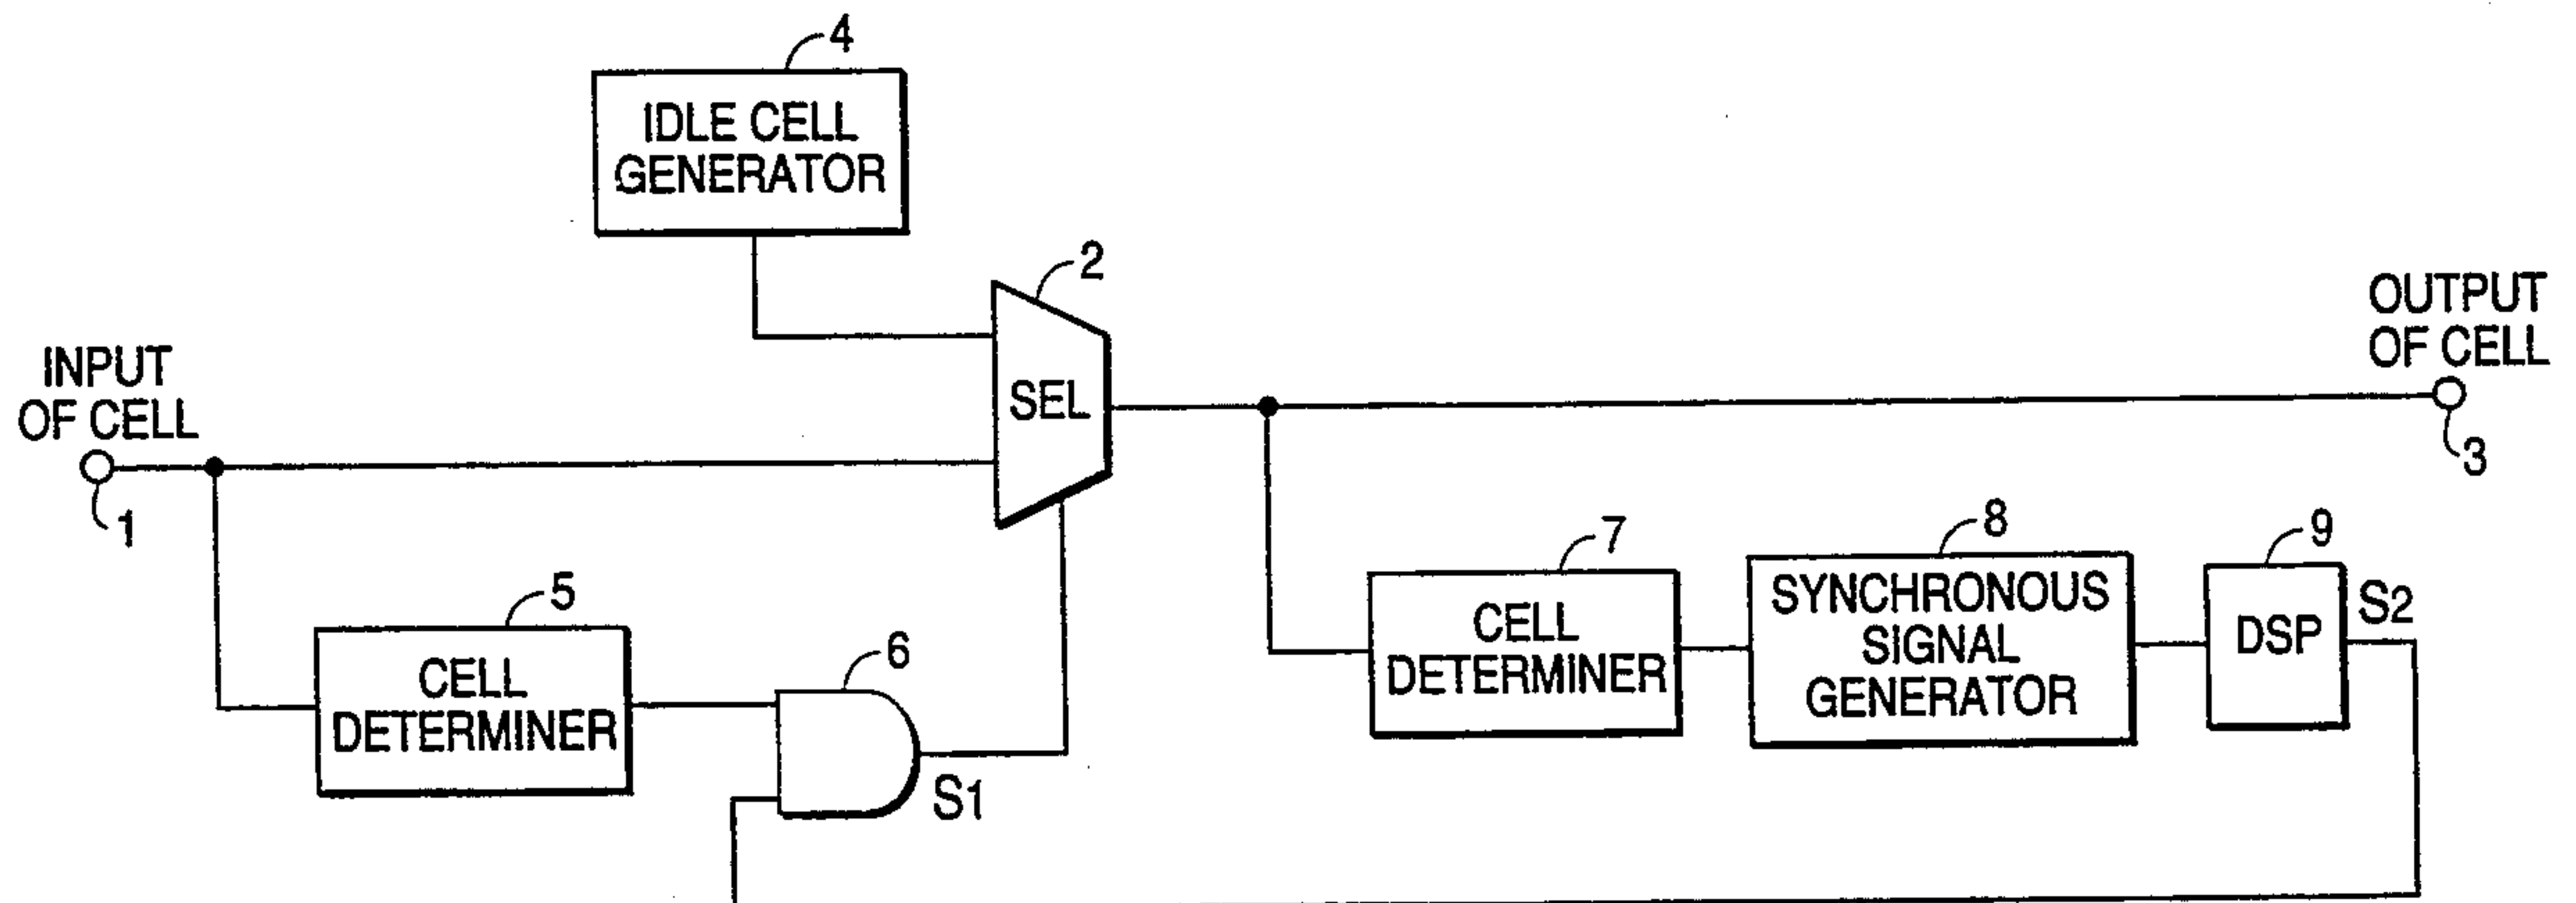 4
IDLE CELL
GENERATOR
2
SEL
INPUT
OF CELL
1
OUTPUT
OF CELL
3
5
CELL
DETERMINER
6
S1
7
CELL
DETERMINER
8
SYNCHRONOUS
SIGNAL
GENERATOR
9
DSP
S2